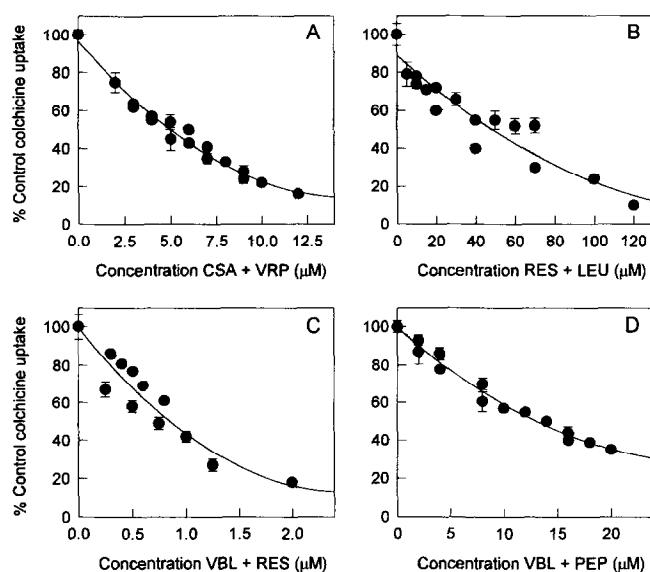 A
% Control colchicine uptake
100
80
60
40
20
0
0.0 2.5 5.0 7.5 10.0 12.5
Concentration CSA + VRP (µM)
B
100
80
60
40
20
0
0 20 40 60 80 100 120
Concentration RES + LEU (µM)
C
% Control colchicine uptake
100
80
60
40
20
0
0.0 0.5 1.0 1.5 2.0
Concentration VBL + RES (µM)
D
100
80
60
40
20
0
0 5 10 15 20
Concentration VBL + PEP (µM)